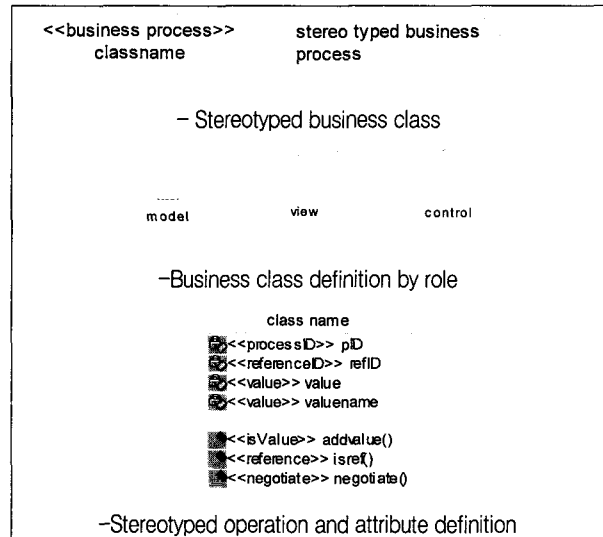 <<business process>> stereo typed business
classname process
– Stereotyped business class
model view control
–Business class definition by role
class name
<<processID>> pID
<<referenceID>> refID
<<value>> value
<<value>> valuename
<<isValue>> addvalue()
<<reference>> isref()
<<negotiate>> negotiate()
–Stereotyped operation and attribute definition